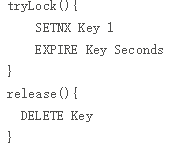 tryLock(){
SETNX Key 1
EXPIRE Key Seconds
}
release(){
DELETE Key
}